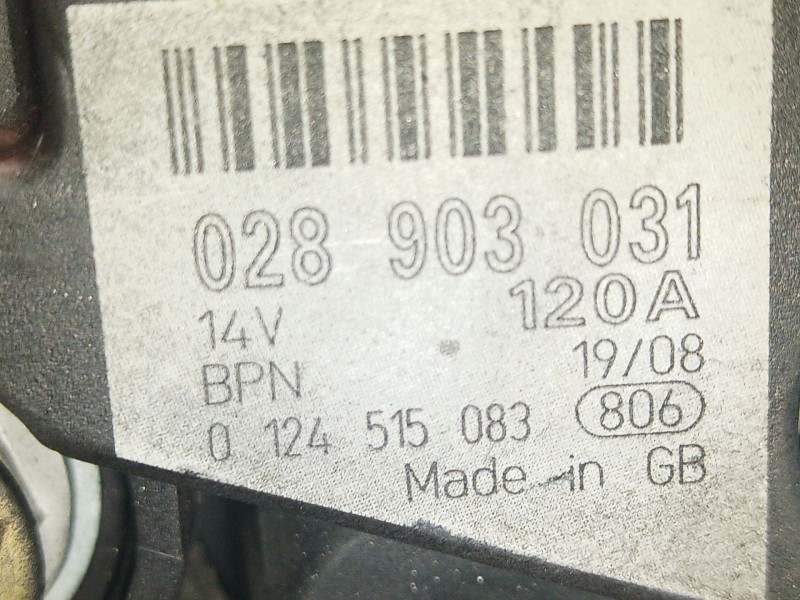 028 903 031
14V 120A
BPN 19/08
0 124 515 083 806
Made in GB